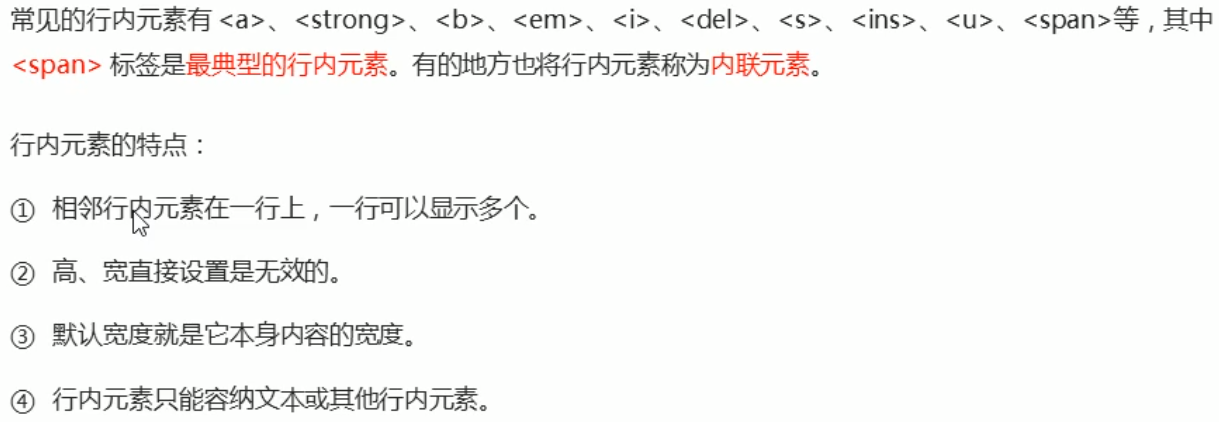 常见的行内元素有 <a>、<strong>、<b>、<em>、<i>、<del>、<s>、<ins>、<u>、<span>等，其中
<span> 标签是最典型的行内元素。有的地方也将行内元素称为内联元素。
行内元素的特点：
① 相邻行内元素在一行上，一行可以显示多个。
② 高、宽直接设置是无效的。
③ 默认宽度就是它本身内容的宽度。
④ 行内元素只能容纳文本或其他行内元素。